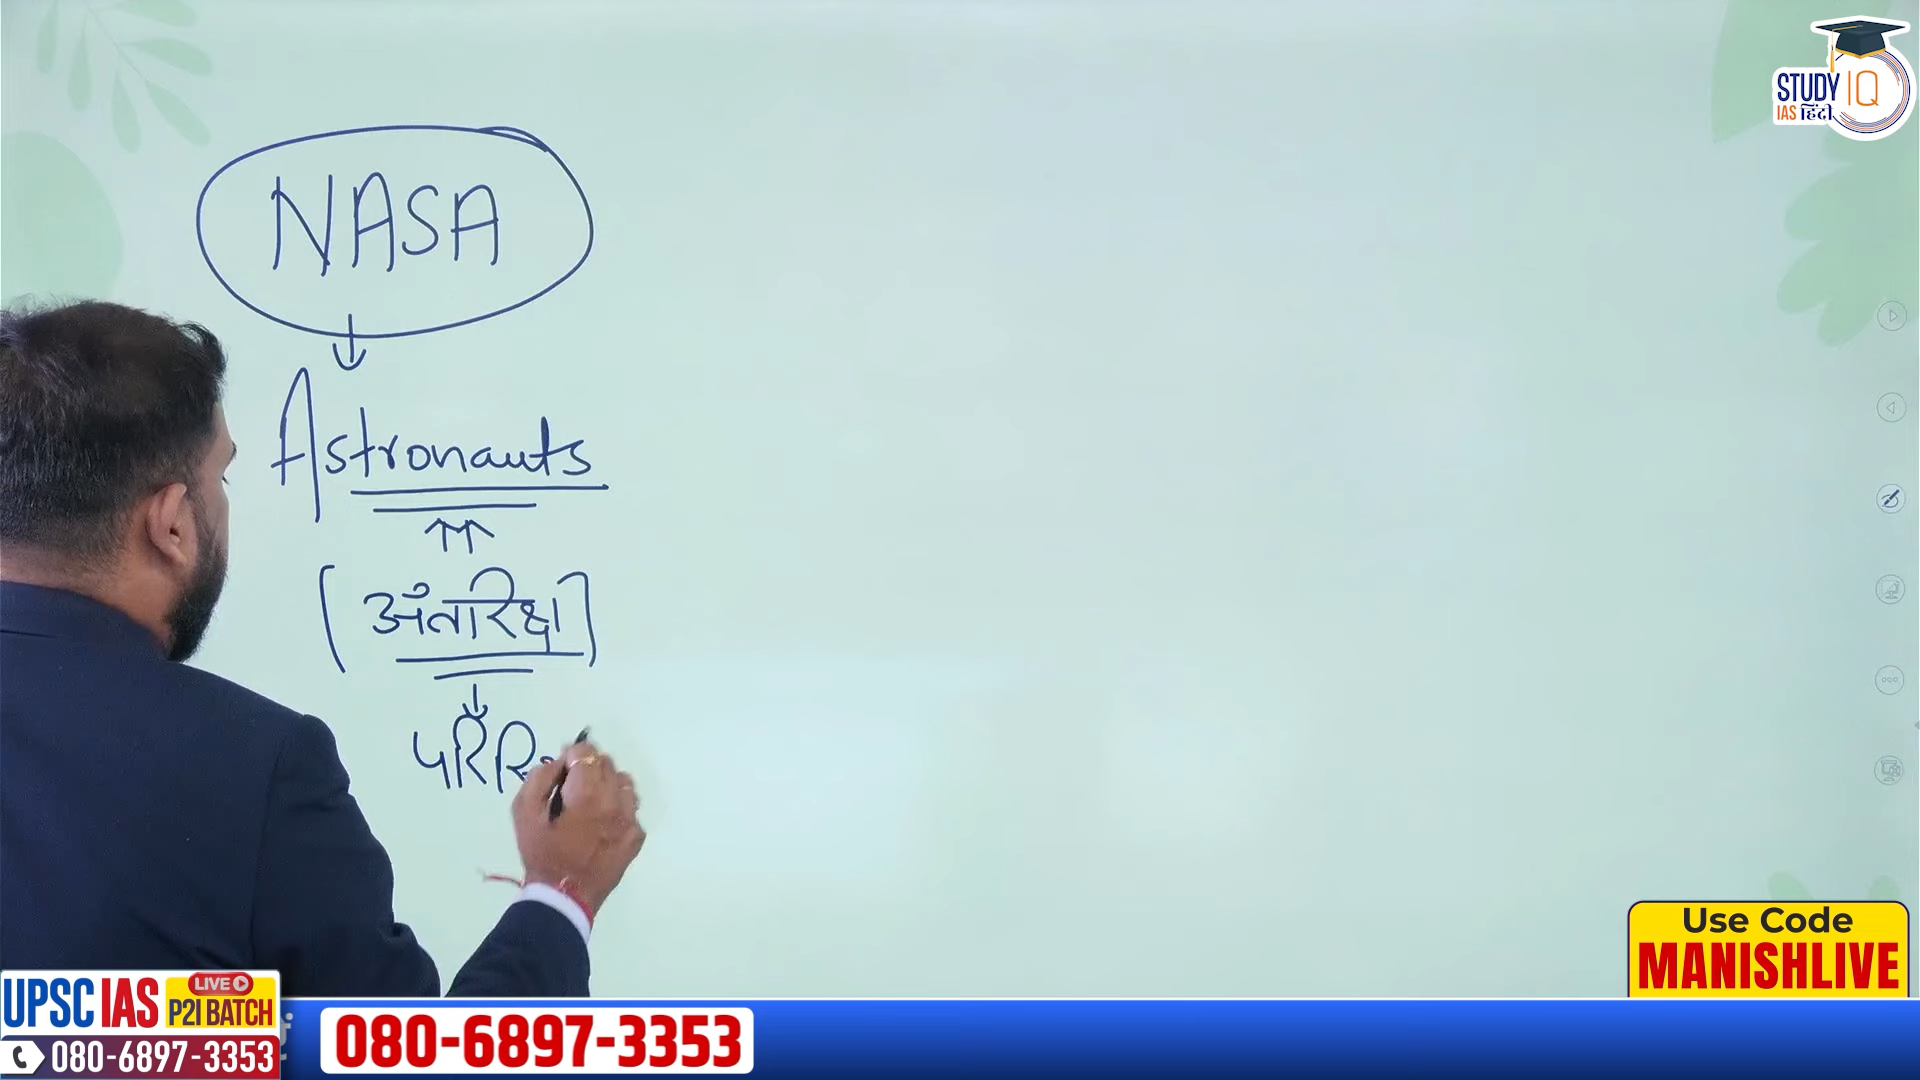 STUDY IQ
IAS हिंदी
NASA
Astronauts
[अंतरिक्ष]
Use Code
MANISHLIVE
UPSC IAS
LIVE
P2I BATCH
080-6897-3353
080-6897-3353